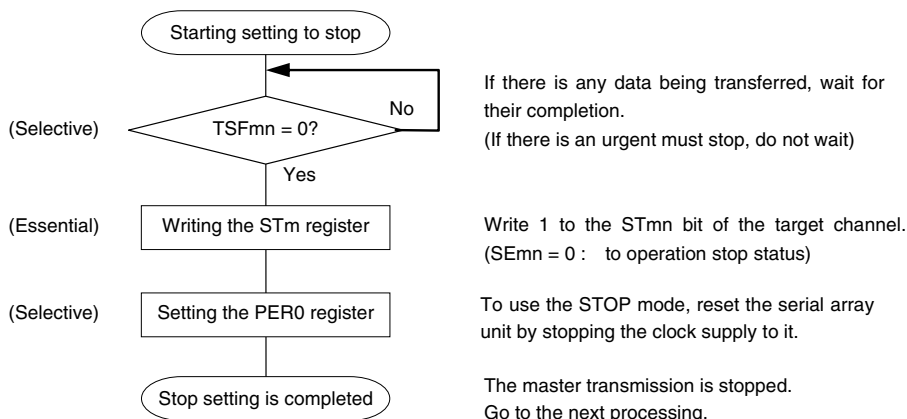 Starting setting to stop
If there is any data being transferred, wait for
their completion.
(If there is an urgent must stop, do not wait)
No
(Selective)
TSFmn = 0?
Yes
(Essential)
Writing the STm register
Write 1 to the STmn bit of the target channel.
(SEmn = 0 : to operation stop status)
(Selective)
Setting the PER0 register
To use the STOP mode, reset the serial array
unit by stopping the clock supply to it.
Stop setting is completed
The master transmission is stopped.
Go to the next processing.